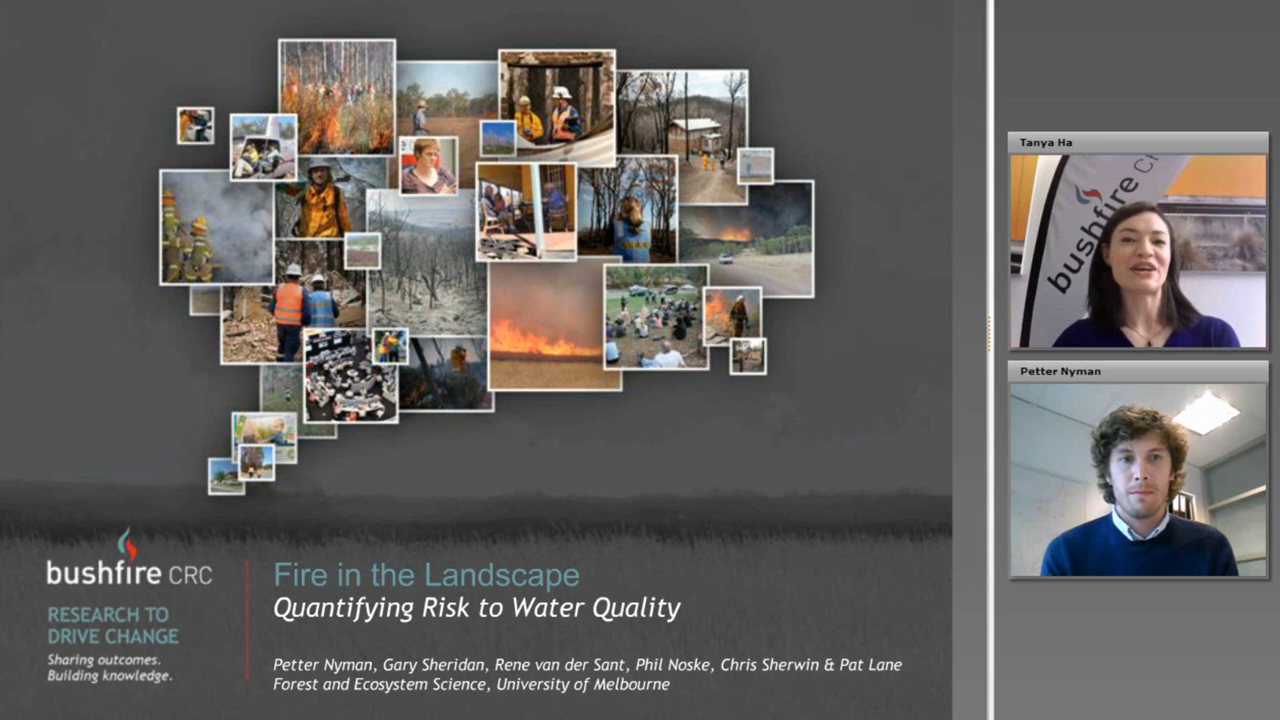 bushfire CRC
RESEARCH TO
DRIVE CHANGE
Sharing outcomes.
Building knowledge.
Fire in the Landscape
Quantifying Risk to Water Quality
Petter Nyman, Gary Sheridan, Rene van der Sant, Phil Noske, Chris Sherwin & Pat Lane
Forest and Ecosystem Science, University of Melbourne
Tanya Ha
bushfire C
Petter Nyman